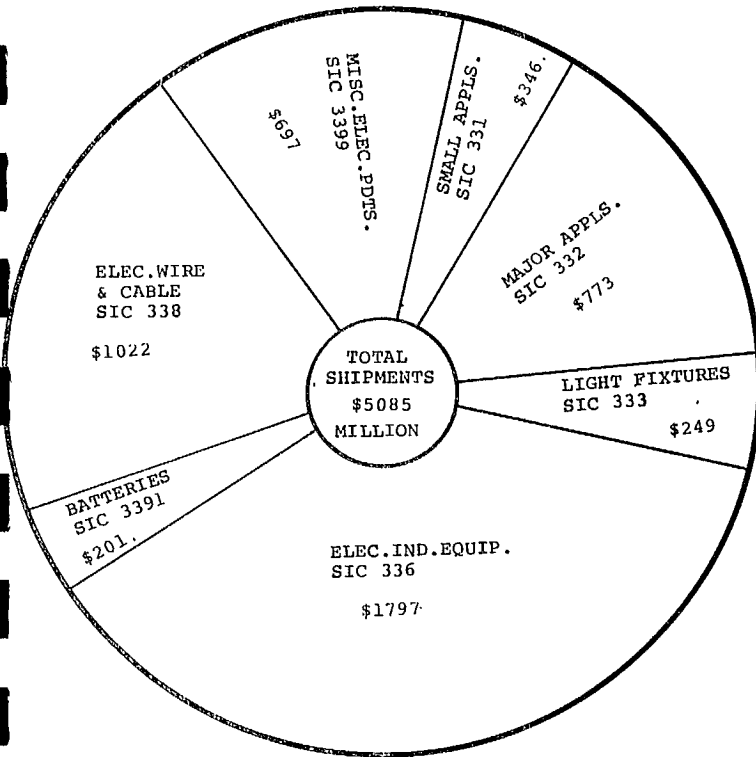 MISC.ELEC.PDTS.
SIC 3399
$697
SMALL APPLS.
SIC 331
$346.
MAJOR APPLS.
SIC 332
$773
LIGHT FIXTURES
SIC 333
$249
ELEC.IND.EQUIP.
SIC 336
$1797
BATTERIES
SIC 3391
$201.
ELEC.WIRE
& CABLE
SIC 338
$1022
TOTAL
SHIPMENTS
$5085
MILLION